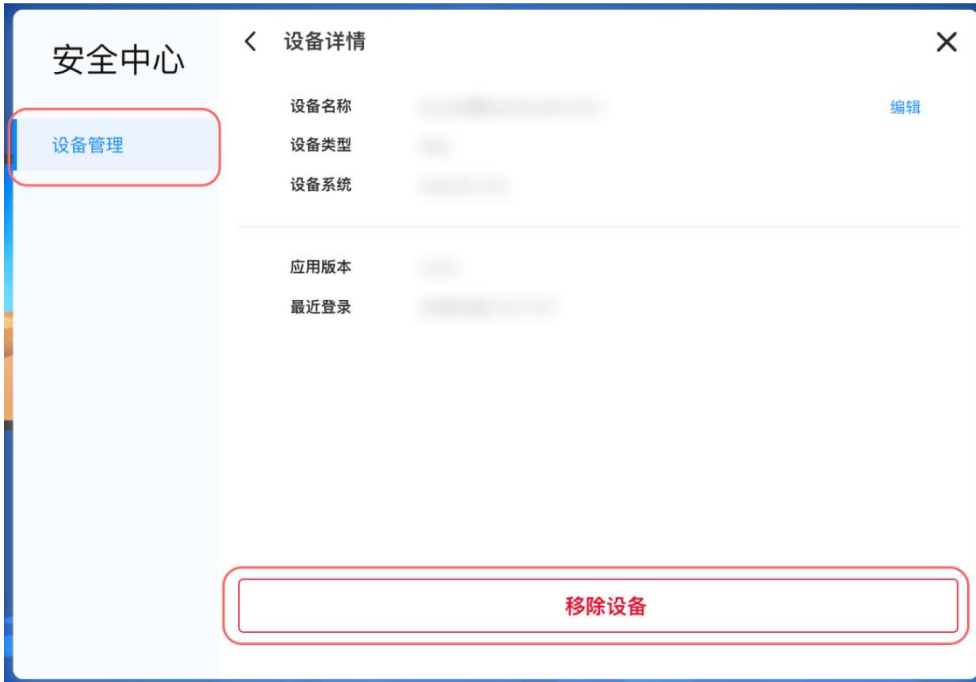 安全中心
设备管理
设备详情
设备名称
编辑
设备类型
设备系统
应用版本
最近登录
移除设备